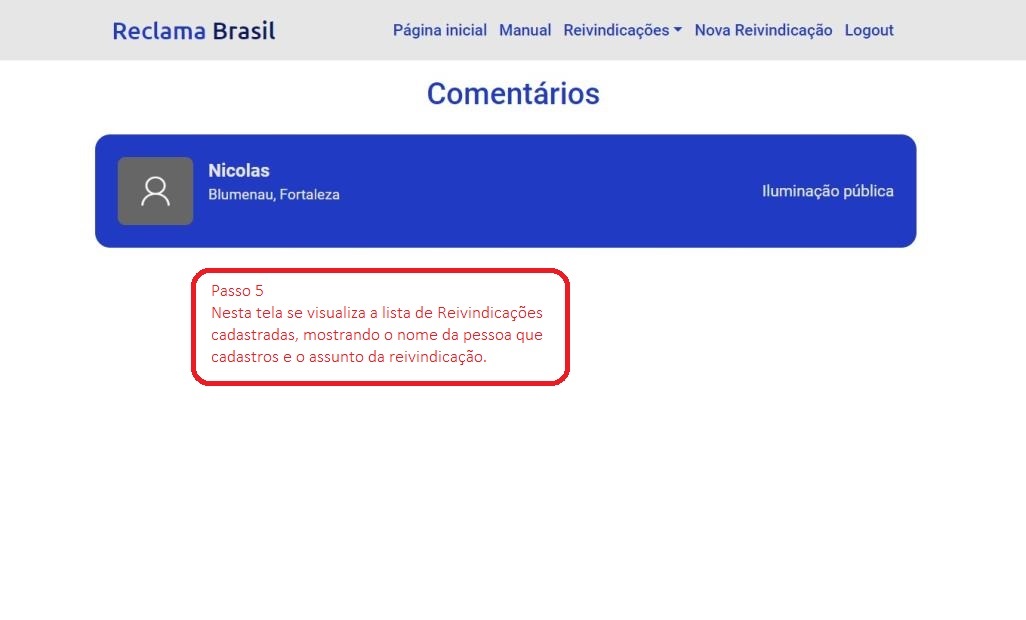 Reclama Brasil
Página inicial Manual Reivindicações Nova Reivindicação Logout
Comentários
Nicolas
Blumenau, Fortaleza
Iluminação pública
Passo 5
Nesta tela se visualiza a lista de Reivindicações
cadastradas, mostrando o nome da pessoa que
cadastros e o assunto da reivindicação.